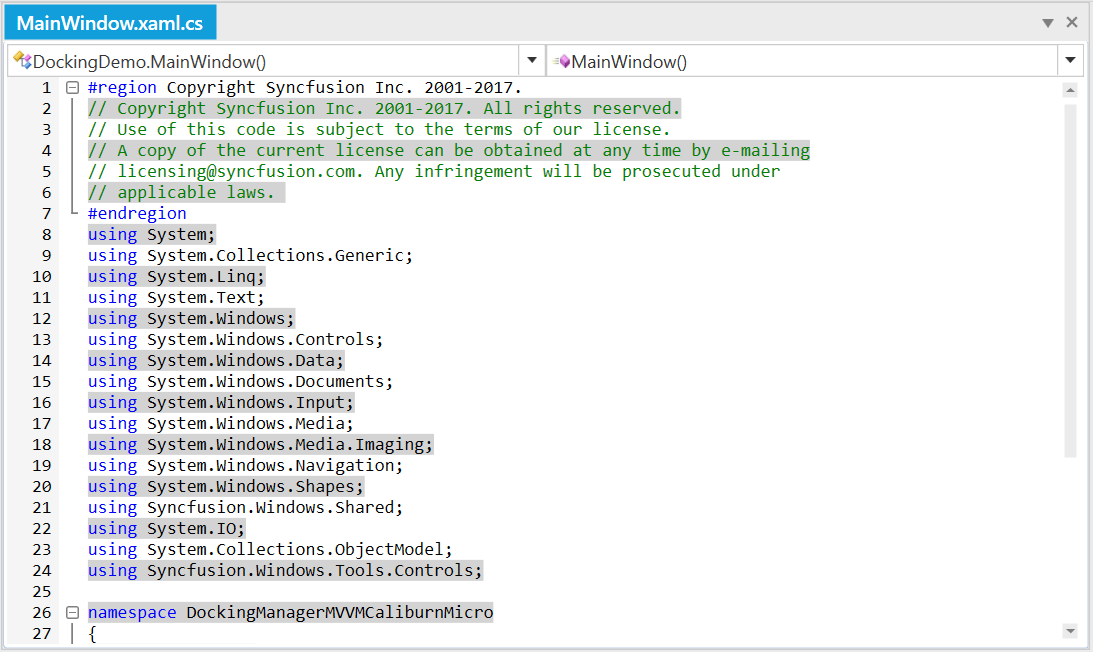 MainWindow.xaml.cs
DockingDemo.MainWindow() MainWindow()
1 #region Copyright Syncfusion Inc. 2001-2017.
2 // Copyright Syncfusion Inc. 2001-2017. All rights reserved.
3 // Use of this code is subject to the terms of our license.
4 // A copy of the current license can be obtained at any time by e-mailing
5 // licensing@syncfusion.com. Any infringement will be prosecuted under
6 // applicable laws.
7 #endregion
8 using System;
9 using System.Collections.Generic;
10 using System.Linq;
11 using System.Text;
12 using System.Windows;
13 using System.Windows.Controls;
14 using System.Windows.Data;
15 using System.Windows.Documents;
16 using System.Windows.Input;
17 using System.Windows.Media;
18 using System.Windows.Media.Imaging;
19 using System.Windows.Navigation;
20 using System.Windows.Shapes;
21 using Syncfusion.Windows.Shared;
22 using System.IO;
23 using System.Collections.ObjectModel;
24 using Syncfusion.Windows.Tools.Controls;
25
26 namespace DockingManagerMVVMCaliburnMicro
27 {